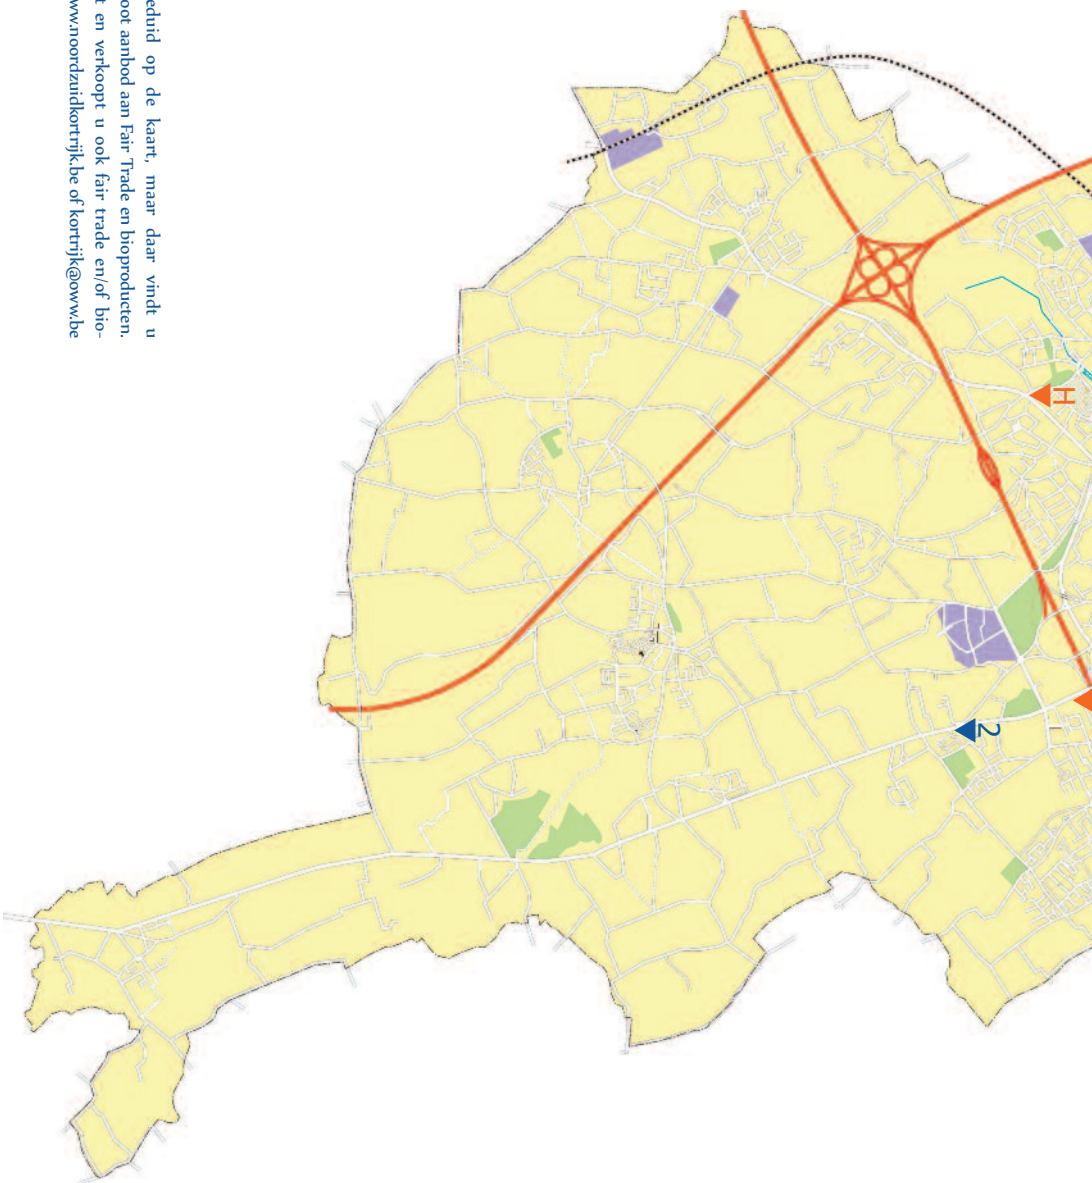 eduid op de kaart, maar daar vindt u
oot aanbod aan Fair Trade en bioproducten.
t en verkoopt u ook fair trade en/of bio-
ww.noordzuidkortrijk.be of kortrijk@oww.be
H
2